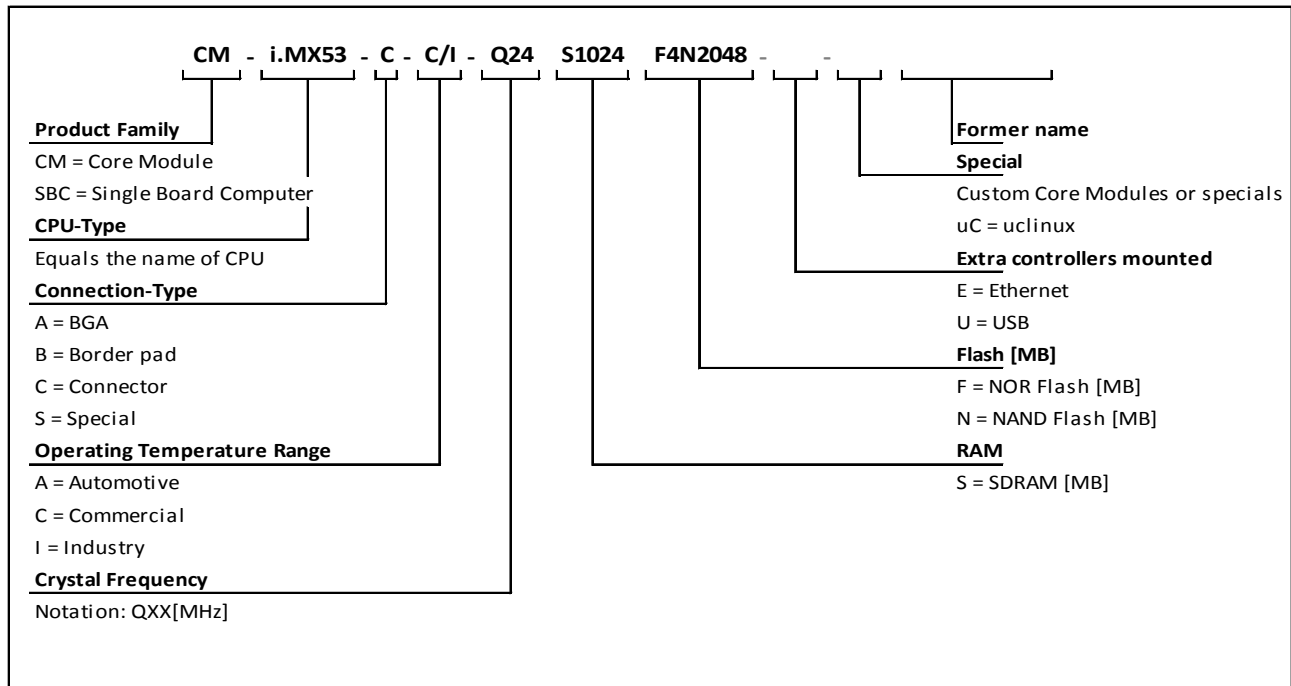 CM - i.MX53 - C - C/I - Q24 S1024 F4N2048 - -
Product Family
CM = Core Module
SBC = Single Board Computer
CPU-Type
Equals the name of CPU
Connection-Type
A = BGA
B = Border pad
C = Connector
S = Special
Operating Temperature Range
A = Automotive
C = Commercial
I = Industry
Crystal Frequency
Notation: QXX[MHz]
Former name
Special
Custom Core Modules or specials
uC = uclinux
Extra controllers mounted
E = Ethernet
U = USB
Flash [MB]
F = NOR Flash [MB]
N = NAND Flash [MB]
RAM
S = SDRAM [MB]